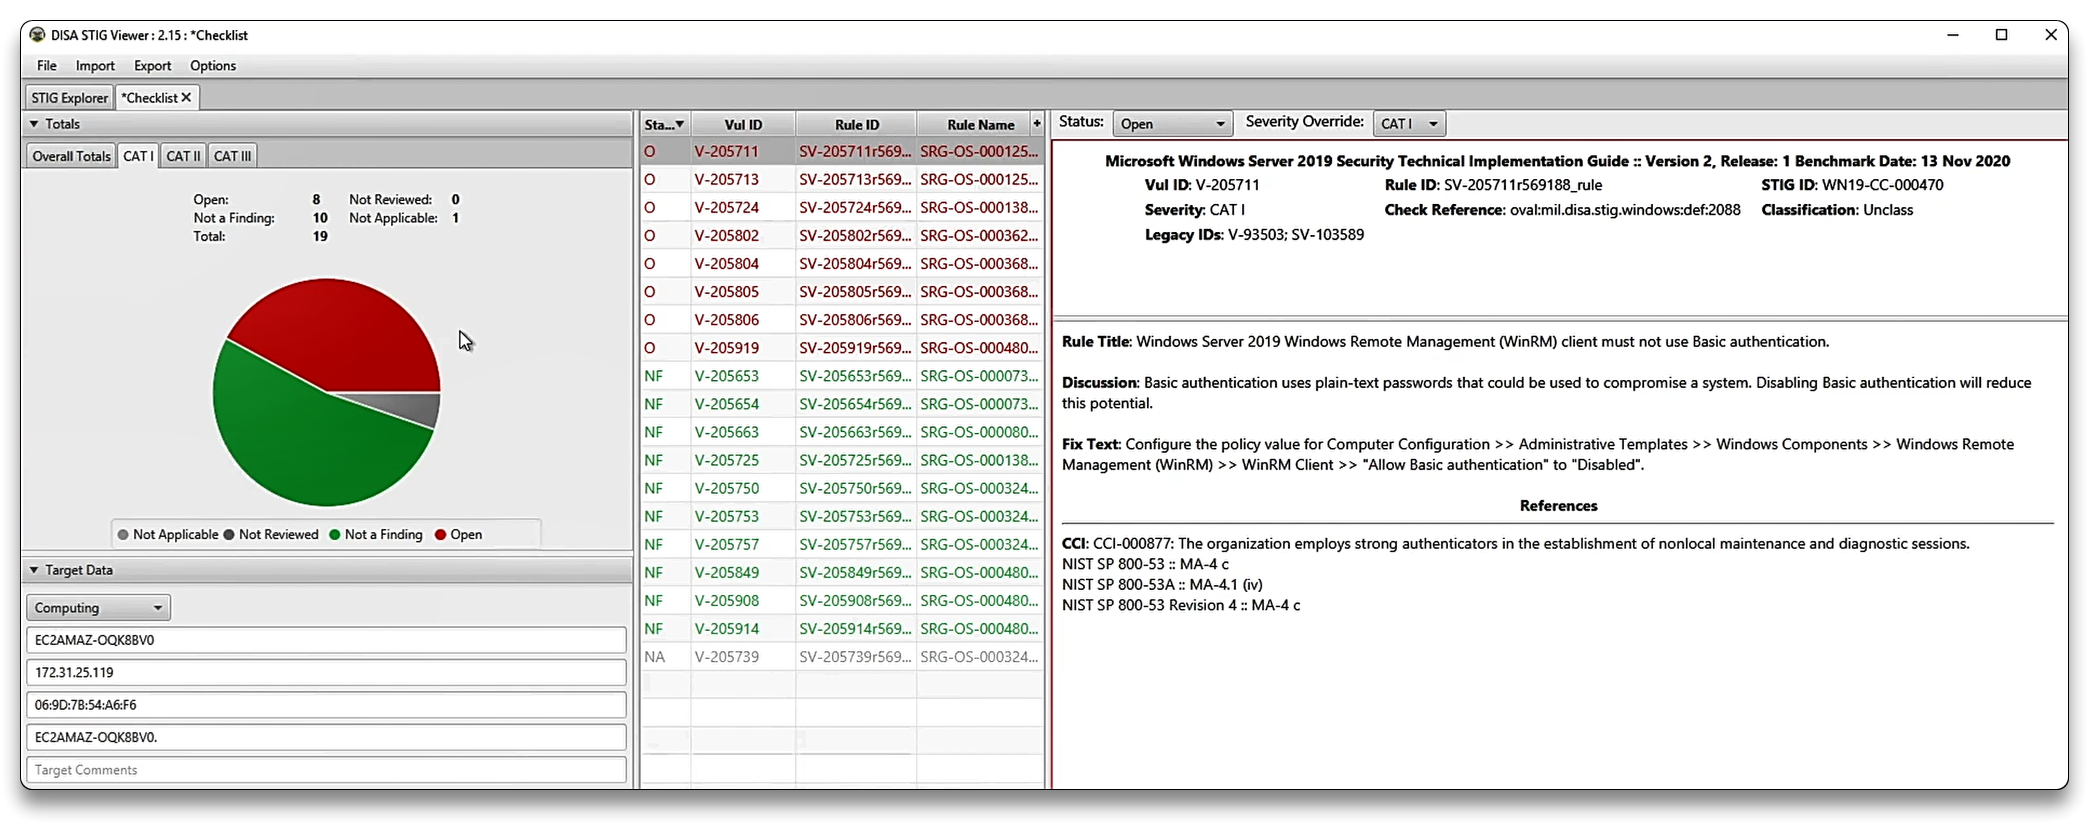 DISA STIG Viewer : 2.15 : *Checklist
File Import Export Options
STIG Explorer *Checklist ✕
Totals
Overall Totals CAT I CAT II CAT III
Open: 8 Not Reviewed: 0
Not a Finding: 10 Not Applicable: 1
Total: 19
Not Applicable Not Reviewed Not a Finding Open
Target Data
Computing
EC2AMAZ-OQK8BV0
172.31.25.119
06:9D:7B:54:A6:F6
EC2AMAZ-OQK8BV0.
Target Comments
Sta... Vul ID Rule ID Rule Name +
O V-205711 SV-205711r569... SRG-OS-000125...
O V-205713 SV-205713r569... SRG-OS-000125...
O V-205724 SV-205724r569... SRG-OS-000138...
O V-205802 SV-205802r569... SRG-OS-000362...
O V-205804 SV-205804r569... SRG-OS-000368...
O V-205805 SV-205805r569... SRG-OS-000368...
O V-205806 SV-205806r569... SRG-OS-000368...
O V-205919 SV-205919r569... SRG-OS-000480...
NF V-205653 SV-205653r569... SRG-OS-000073...
NF V-205654 SV-205654r569... SRG-OS-000073...
NF V-205663 SV-205663r569... SRG-OS-000080...
NF V-205725 SV-205725r569... SRG-OS-000138...
NF V-205750 SV-205750r569... SRG-OS-000324...
NF V-205753 SV-205753r569... SRG-OS-000324...
NF V-205757 SV-205757r569... SRG-OS-000324...
NF V-205849 SV-205849r569... SRG-OS-000480...
NF V-205908 SV-205908r569... SRG-OS-000480...
NF V-205914 SV-205914r569... SRG-OS-000480...
NA V-205739 SV-205739r569... SRG-OS-000324...
Status: Open Severity Override: CAT I
Microsoft Windows Server 2019 Security Technical Implementation Guide :: Version 2, Release: 1 Benchmark Date: 13 Nov 2020
Vul ID: V-205711 Rule ID: SV-205711r569188_rule STIG ID: WN19-CC-000470
Severity: CAT I Check Reference: oval:mil.disa.stig.windows:def:2088 Classification: Unclass
Legacy IDs: V-93503; SV-103589
Rule Title: Windows Server 2019 Windows Remote Management (WinRM) client must not use Basic authentication.
Discussion: Basic authentication uses plain-text passwords that could be used to compromise a system. Disabling Basic authentication will reduce
this potential.
Fix Text: Configure the policy value for Computer Configuration >> Administrative Templates >> Windows Components >> Windows Remote
Management (WinRM) >> WinRM Client >> "Allow Basic authentication" to "Disabled".
References
CCI: CCI-000877: The organization employs strong authenticators in the establishment of nonlocal maintenance and diagnostic sessions.
NIST SP 800-53 :: MA-4 c
NIST SP 800-53A :: MA-4.1 (iv)
NIST SP 800-53 Revision 4 :: MA-4 c